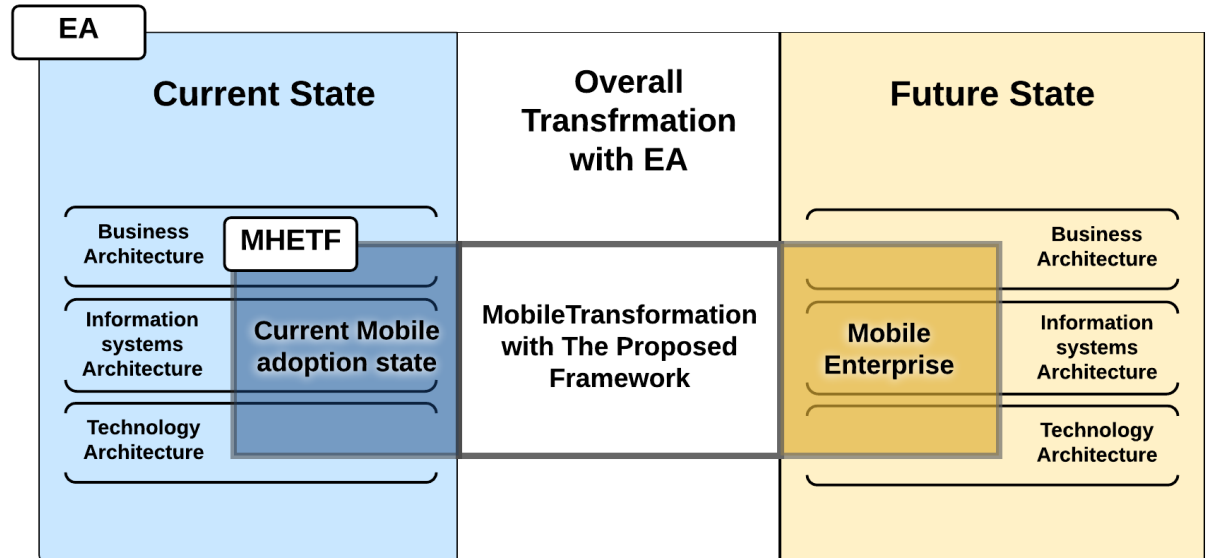 EA
Current State
Overall
Transfrmation
with EA
Future State
Business
Architecture
MHETF
Information
systems
Architecture
Current Mobile
adoption state
Technology
Architecture
MobileTransformation
with The Proposed
Framework
Mobile
Enterprise
Business
Architecture
Information
systems
Architecture
Technology
Architecture